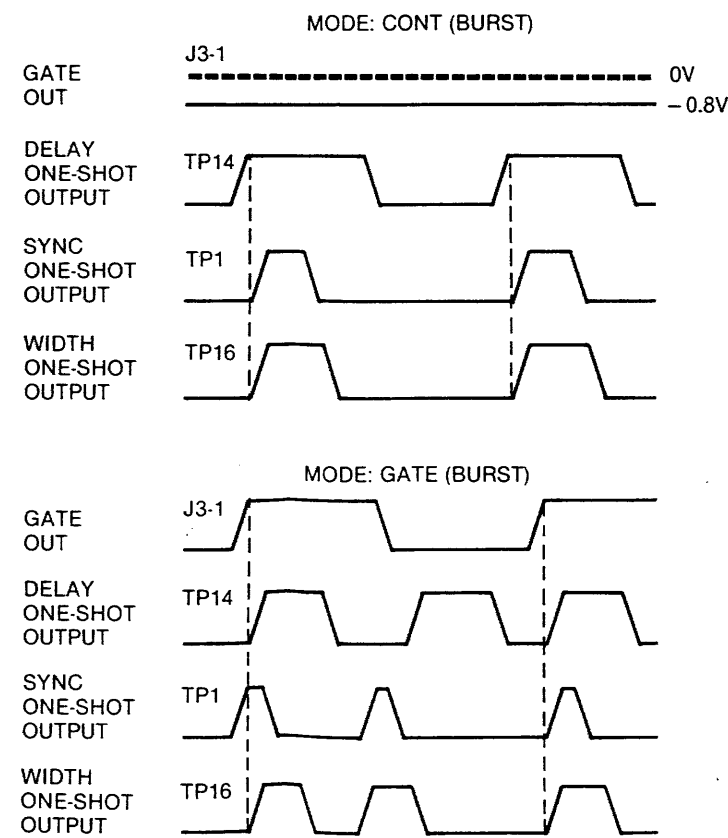 MODE: CONT (BURST)
GATE
OUT
J3-1
0V
– 0.8V
DELAY
ONE-SHOT
OUTPUT
TP14
SYNC
ONE-SHOT
OUTPUT
TP1
WIDTH
ONE-SHOT
OUTPUT
TP16
MODE: GATE (BURST)
GATE
OUT
J3-1
DELAY
ONE-SHOT
OUTPUT
TP14
SYNC
ONE-SHOT
OUTPUT
TP1
WIDTH
ONE-SHOT
OUTPUT
TP16